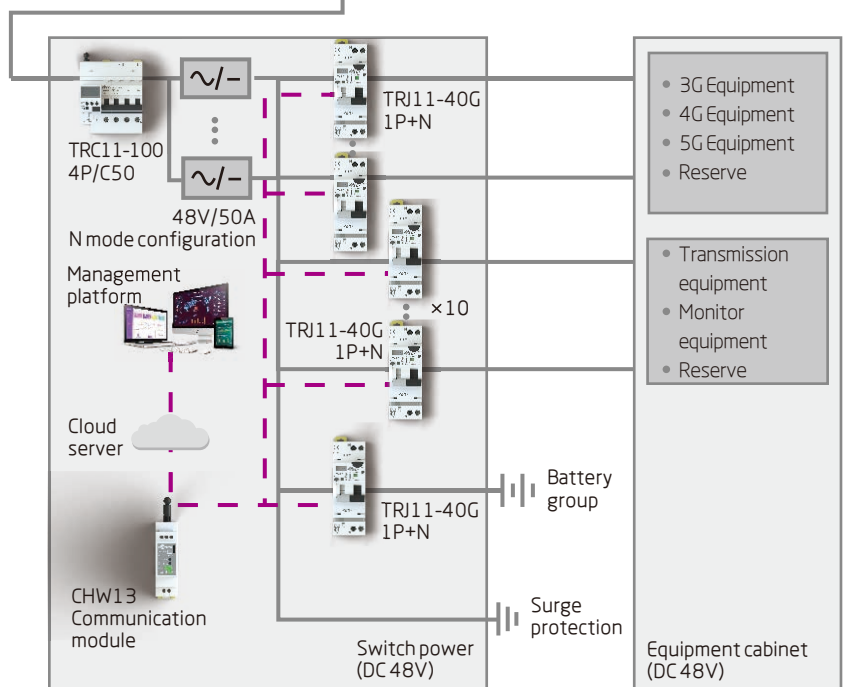 TRC11-100
4P/C50
48V/50A
N mode configuration
TRJ11-40G
1P+N
3G Equipment
4G Equipment
5G Equipment
Reserve
Management
platform
×10
TRJ11-40G
1P+N
Transmission
equipment
Monitor
equipment
Reserve
Cloud
server
TRJ11-40G
1P+N
Battery
group
CHW13
Communication
module
Surge
protection
Switch power
(DC 48V)
Equipment cabinet
(DC 48V)